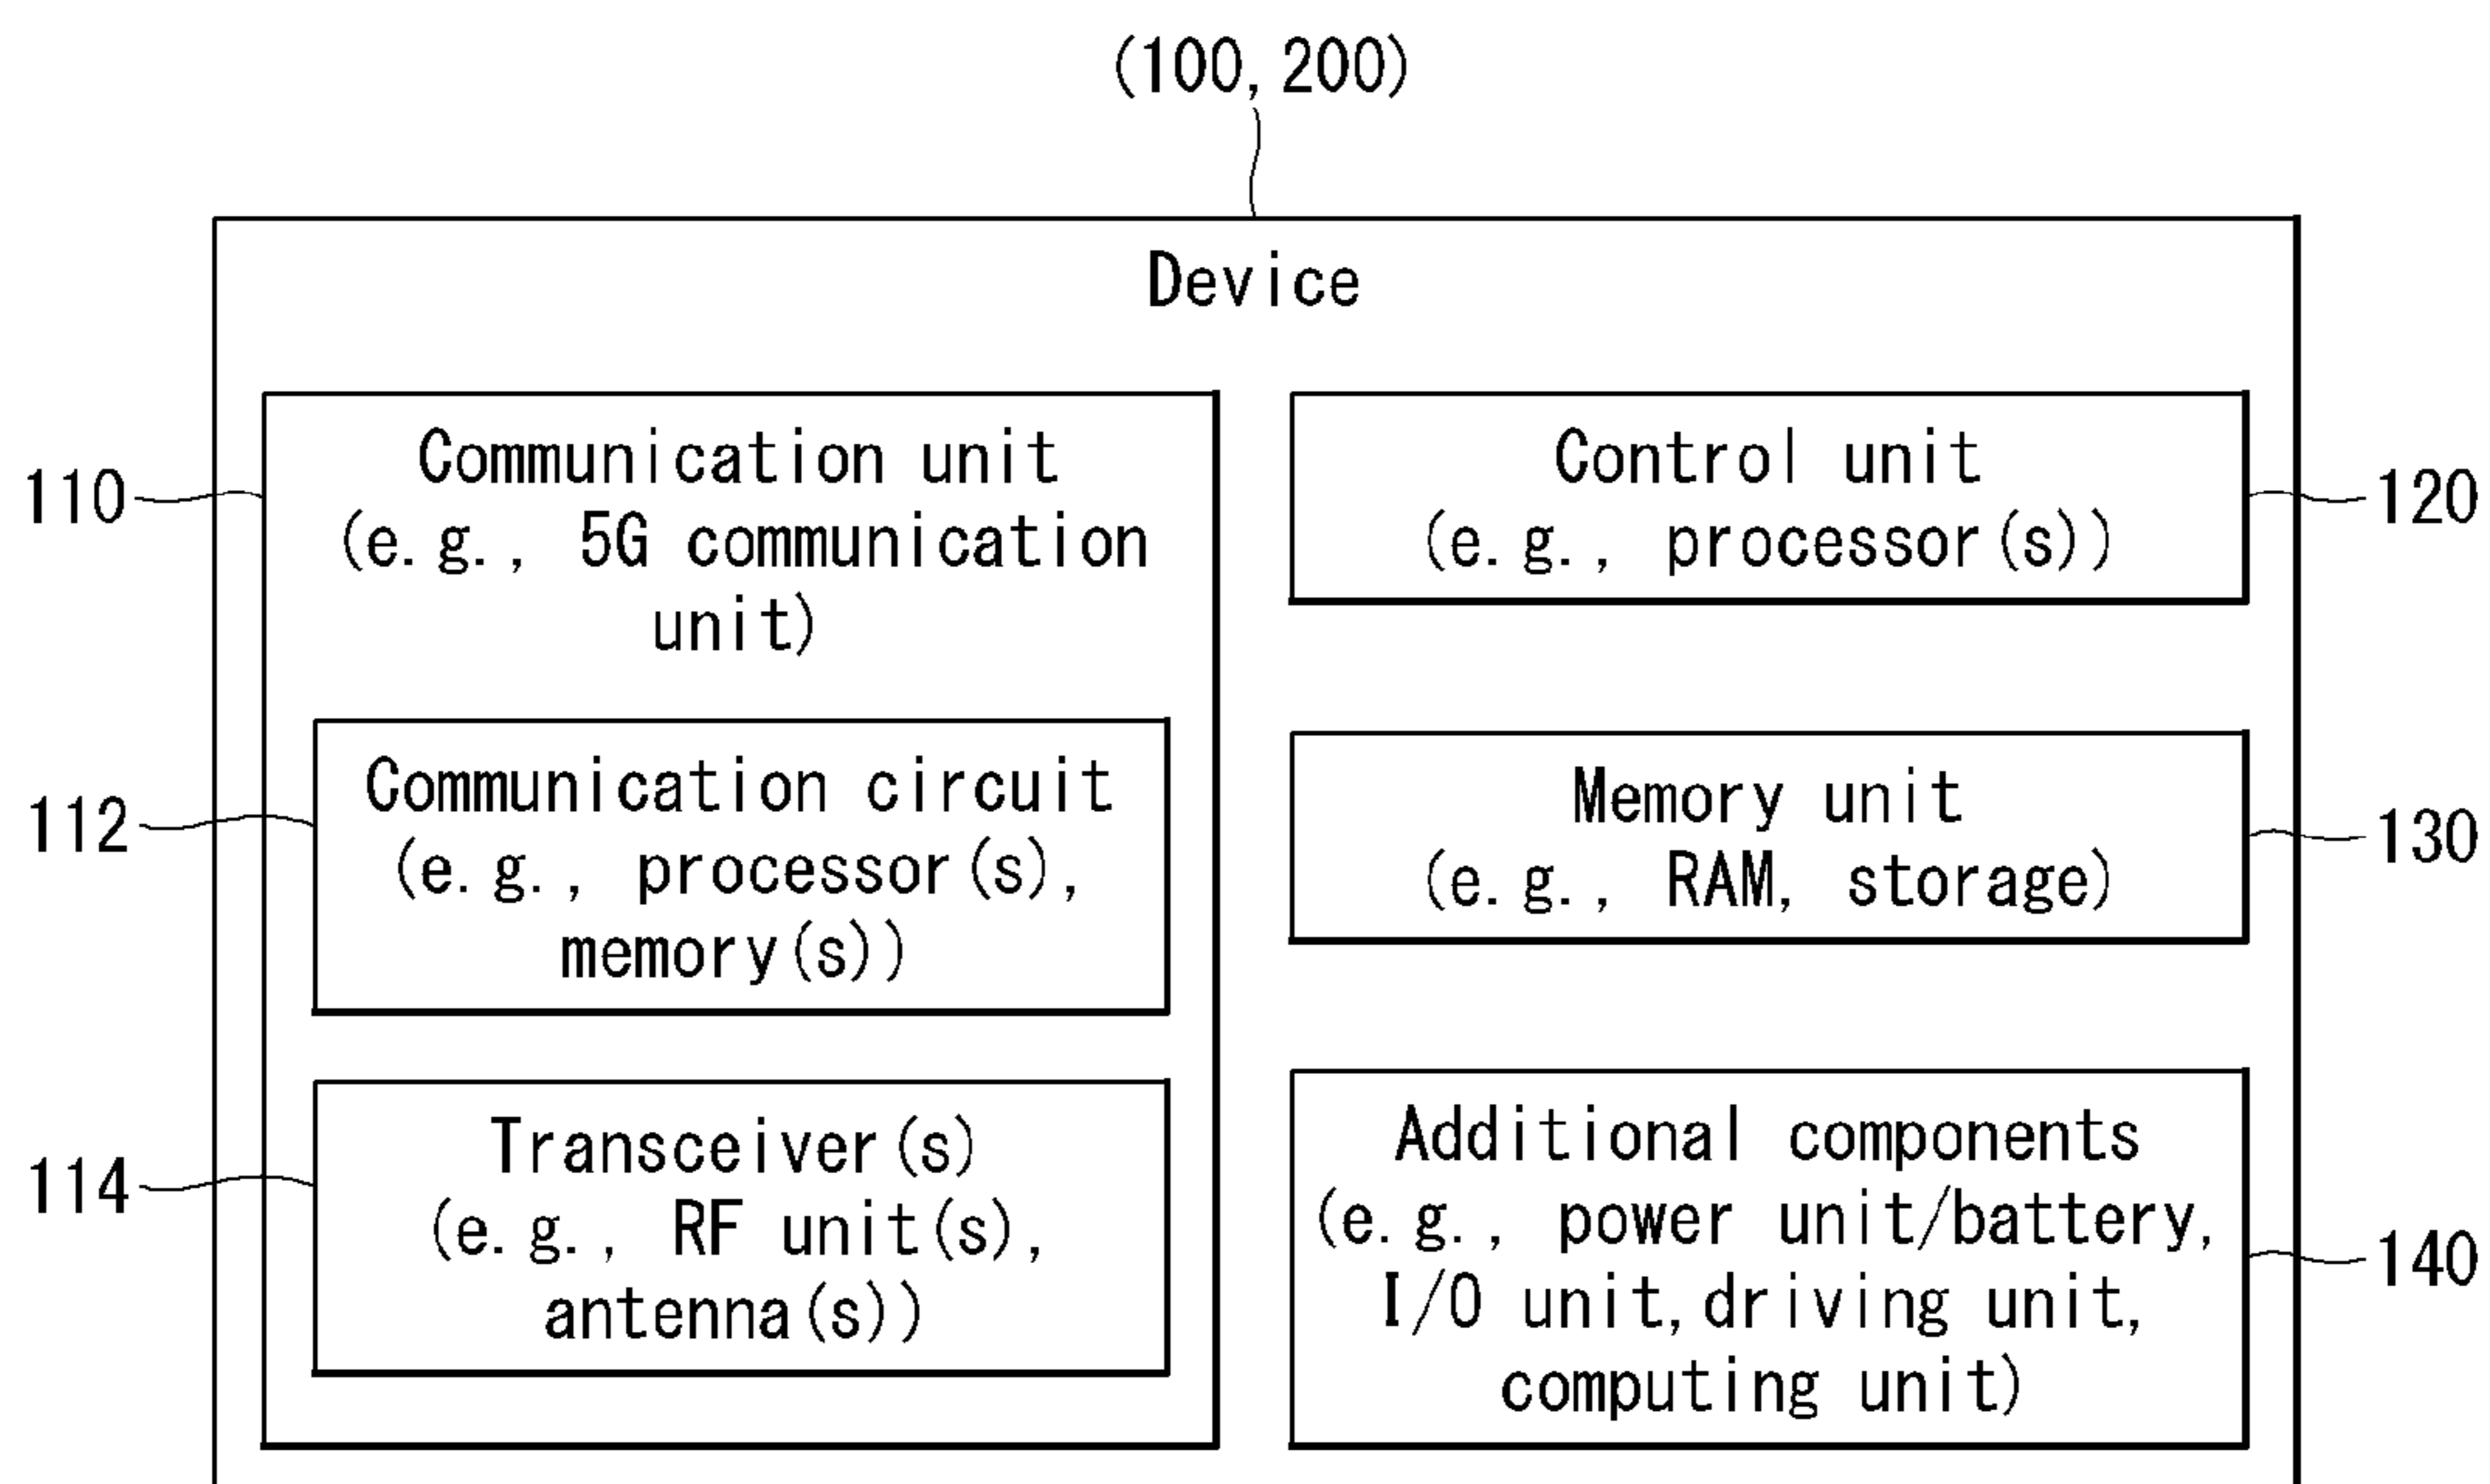 (100, 200)
Device
110
Communication unit
(e.g., 5G communication
unit)
112
Communication circuit
(e.g., processor(s),
memory(s))
114
Transceiver(s)
(e.g., RF unit(s),
antenna(s))
Control unit
(e.g., processor(s))
120
Memory unit
(e.g., RAM, storage)
130
Additional components
(e.g., power unit/battery,
I/O unit, driving unit,
computing unit)
140